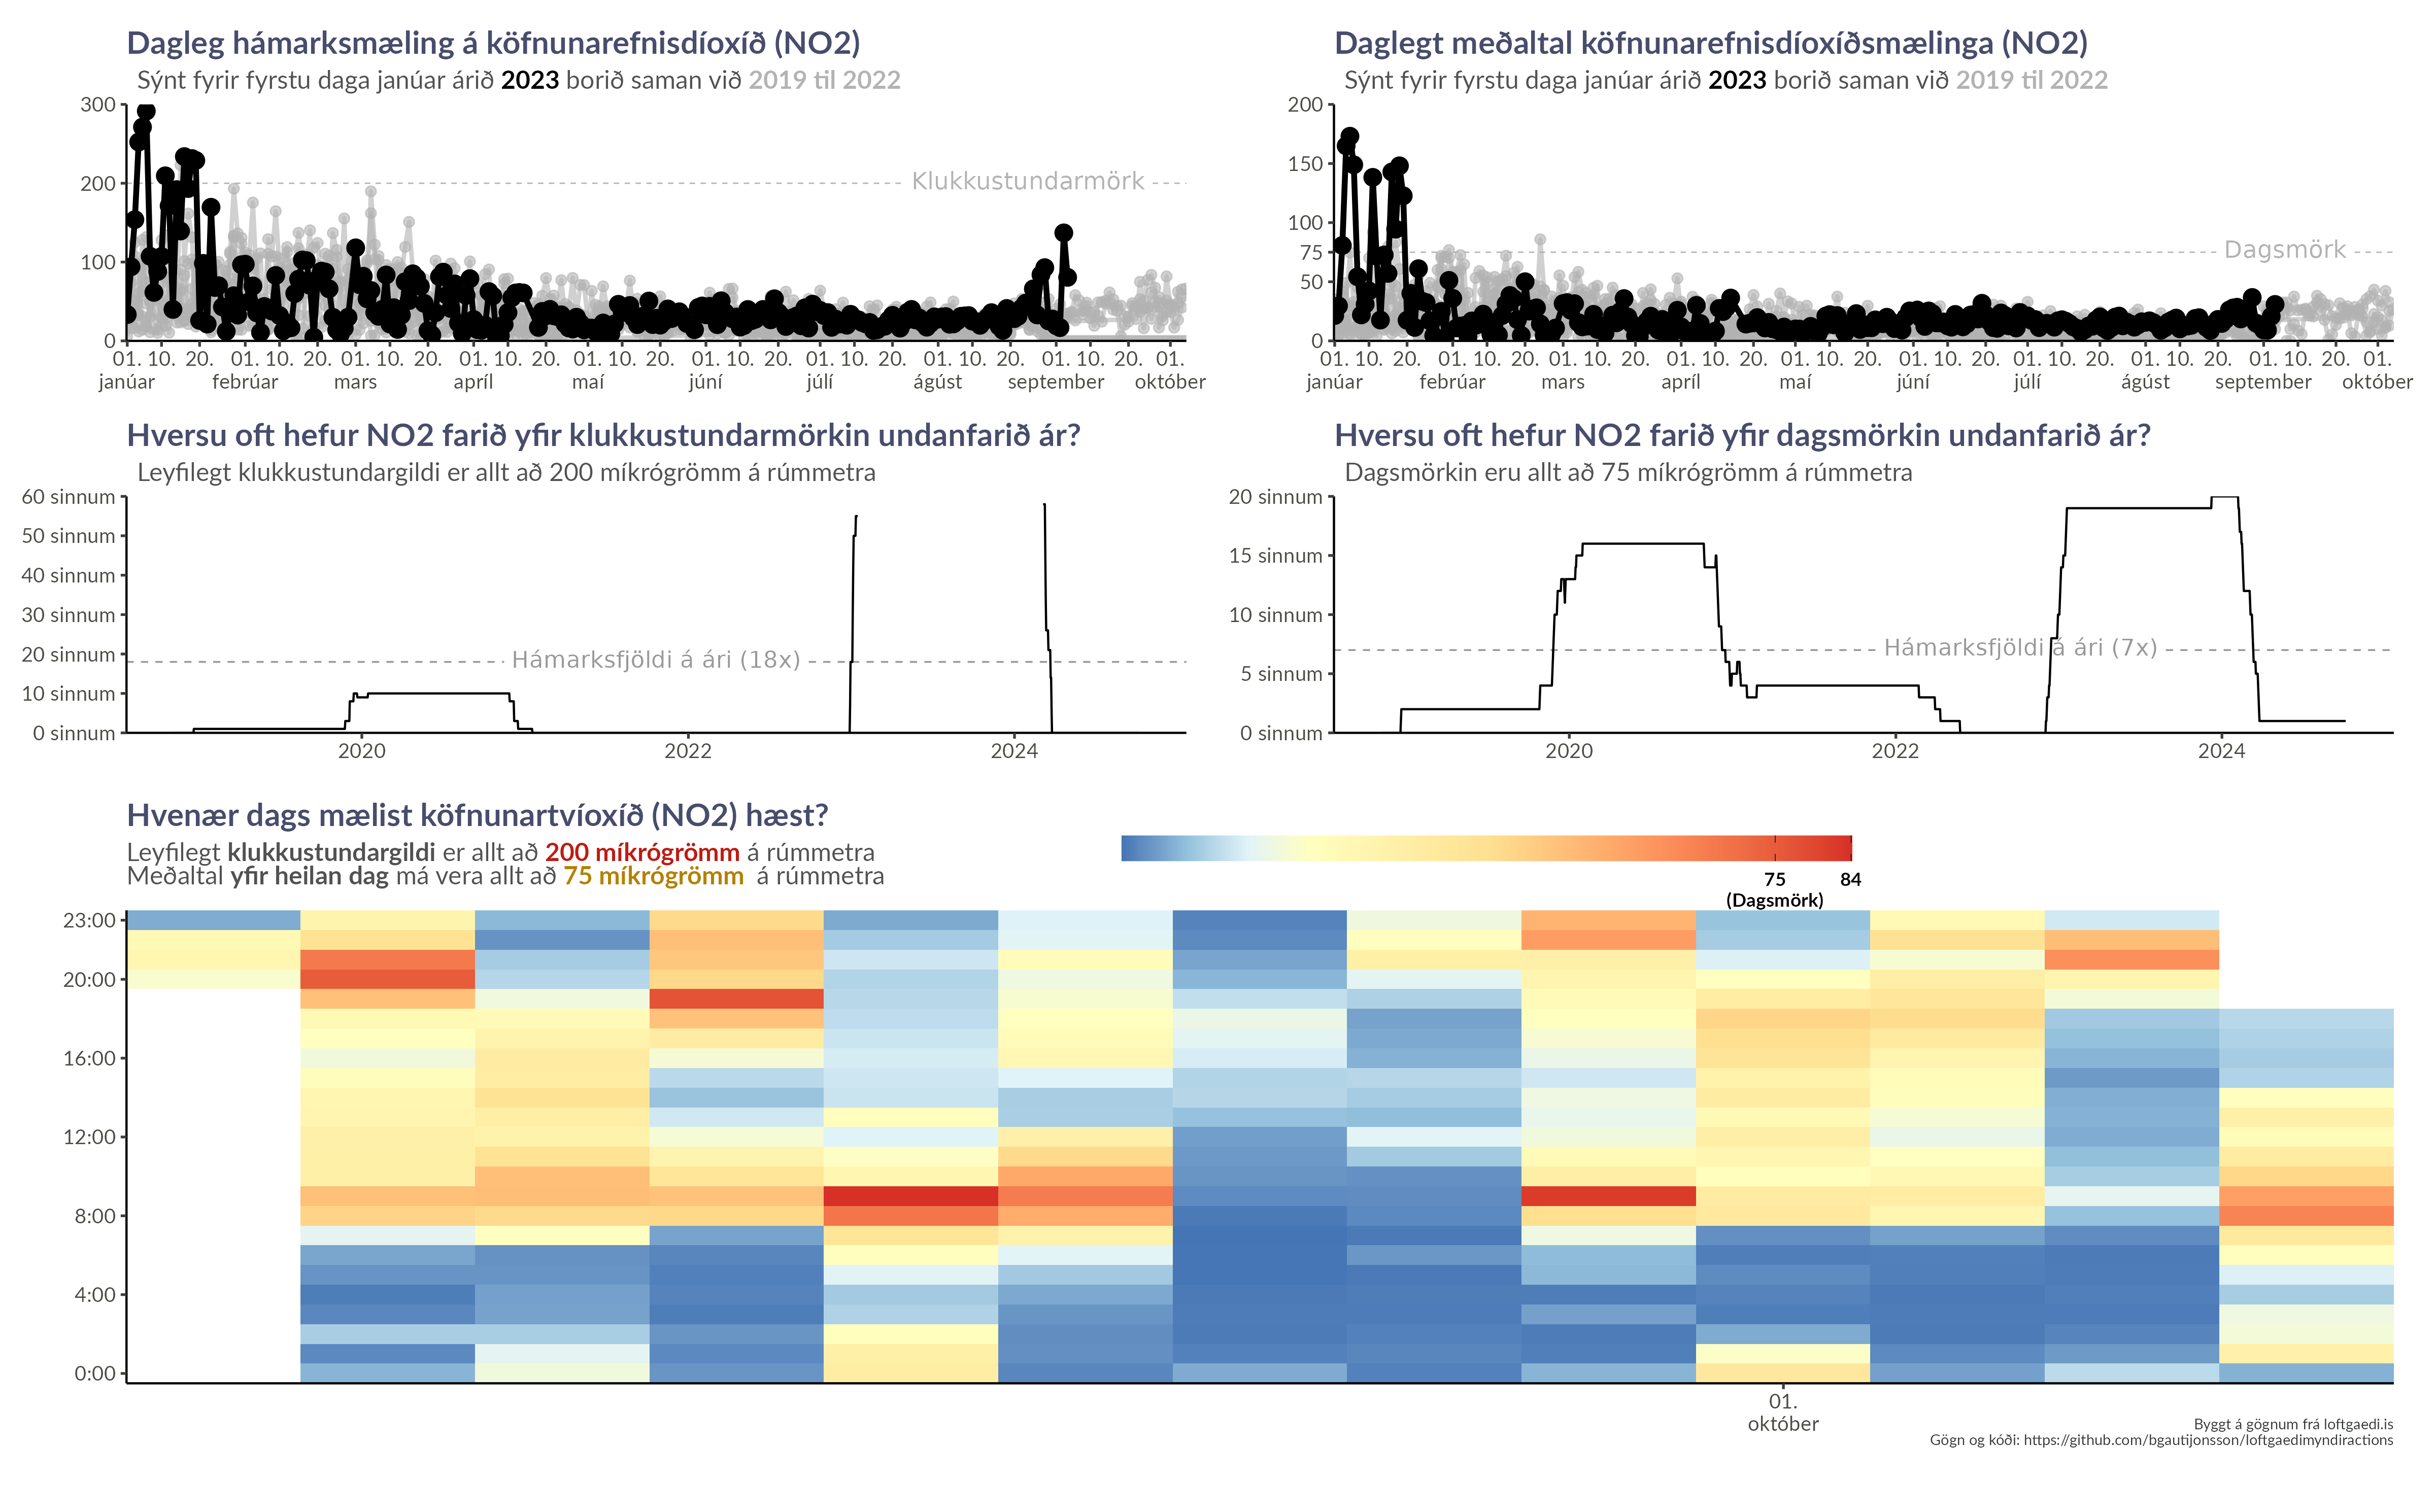 Dagleg hámarksmæling á köfnunarefnisdíoxíð (NO2)
Sýnt fyrir fyrstu daga janúar árið 2023 borið saman við 2019 til 2022
300
200
100
0
Klukkustundarmörk
01. 10. 20. 01. 10. 20. 01. 10. 20. 01. 10. 20. 01. 10. 20. 01. 10. 20. 01. 10. 20. 01. 10. 20. 01. 10. 20. 01.
janúar febrúar mars apríl maí júní júlí ágúst september október
Daglegt meðaltal köfnunarefnisdíoxíðsmælinga (NO2)
Sýnt fyrir fyrstu daga janúar árið 2023 borið saman við 2019 til 2022
200
150
100
75
50
0
Dagsmörk
01. 10. 20. 01. 10. 20. 01. 10. 20. 01. 10. 20. 01. 10. 20. 01. 10. 20. 01. 10. 20. 01. 10. 20. 01. 10. 20. 01.
janúar febrúar mars apríl maí júní júlí ágúst september október
Hversu oft hefur NO2 farið yfir klukkustundarmörkin undanfarið ár?
Leyfilegt klukkustundargildi er allt að 200 míkrógrömm á rúmmetra
60 sinnum
50 sinnum
40 sinnum
30 sinnum
20 sinnum
10 sinnum
0 sinnum
Hámarksfjöldi á ári (18x)
2020 2022 2024
Hversu oft hefur NO2 farið yfir dagsmörkin undanfarið ár?
Dagsmörkin eru allt að 75 míkrógrömm á rúmmetra
20 sinnum
15 sinnum
10 sinnum
5 sinnum
0 sinnum
Hámarksfjöldi á ári (7x)
2020 2022 2024
Hvenær dags mælist köfnunartvíoxíð (NO2) hæst?
Leyfilegt klukkustundargildi er allt að 200 míkrógrömm á rúmmetra
Meðaltal yfir heilan dag má vera allt að 75 míkrógrömm á rúmmetra
75 84
(Dagsmörk)
23:00
20:00
16:00
12:00
8:00
4:00
0:00
01.
október
Byggt á gögnum frá loftgaedi.is
Gögn og kóði: https://github.com/bgautijonsson/loftgaedimyndiractions